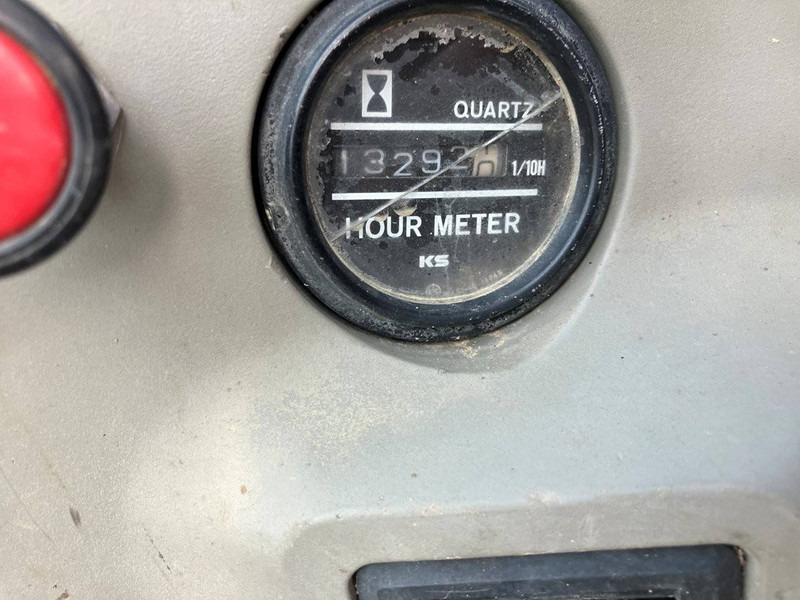 QUARTZ
13292 1/10H
HOUR METER
KS